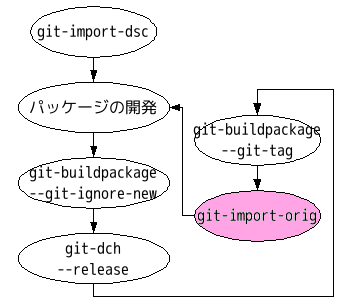 git-import-dsc
パッケージの開発
git-buildpackage
--git-ignore-new
git-dch
--release
git-buildpackage
--git-tag
git-import-orig